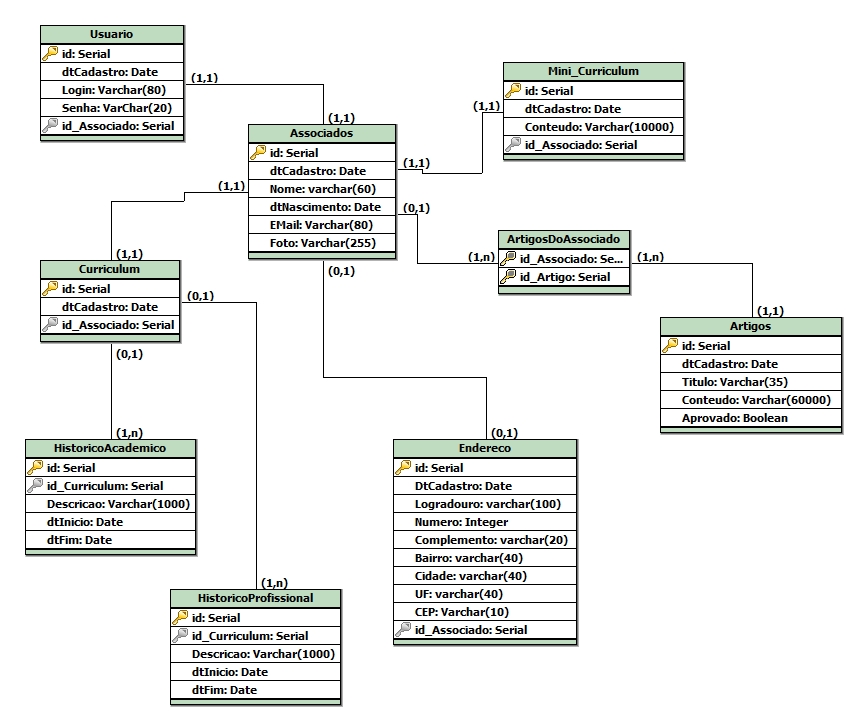 Usuario
id: Serial
dtCadastro: Date
Login: Varchar(80)
Senha: VarChar(20)
id_Associado: Serial
(1,1)
(1,1)
Associados
id: Serial
dtCadastro: Date
Nome: varchar(60)
dtNascimento: Date
EMail: Varchar(80)
Foto: Varchar(255)
(1,1)
(1,1)
Mini_Curriculum
id: Serial
dtCadastro: Date
Conteudo: Varchar(10000)
id_Associado: Serial
(1,1)
(1,1)
Curriculum
id: Serial
dtCadastro: Date
id_Associado: Serial
(0,1)
(1,n)
ArtigosDoAssociado
id_Associado: Se...
id_Artigo: Serial
(1,n)
(1,1)
Artigos
id: Serial
dtCadastro: Date
Titulo: Varchar(35)
Conteudo: Varchar(60000)
Aprovado: Boolean
(0,1)
(0,1)
(0,1)
(1,n)
HistoricoAcademico
id: Serial
id_Curriculum: Serial
Descricao: Varchar(1000)
dtInicio: Date
dtFim: Date
(0,1)
Endereco
id: Serial
DtCadastro: Date
Logradouro: varchar(100)
Numero: Integer
Complemento: varchar(20)
Bairro: varchar(40)
Cidade: varchar(40)
UF: varchar(40)
CEP: Varchar(10)
id_Associado: Serial
(1,n)
HistoricoProfissional
id: Serial
id_Curriculum: Serial
Descricao: Varchar(1000)
dtInicio: Date
dtFim: Date